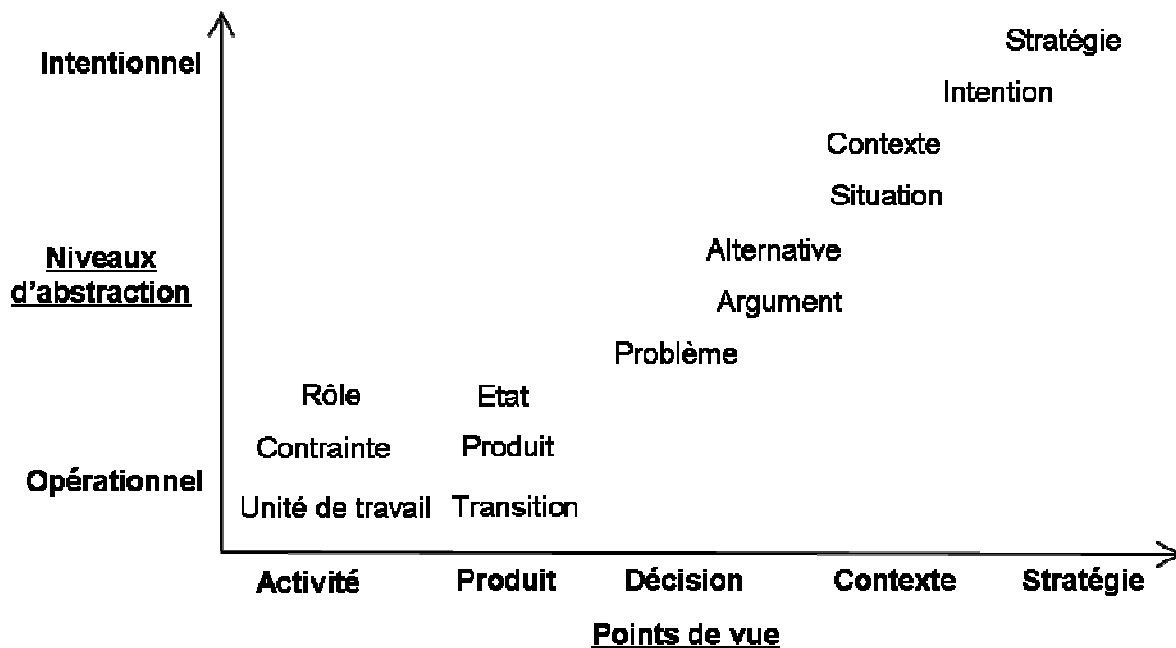 Stratégie
Intentionnel
Intention
Contexte
Situation
Niveaux
d'abstraction
Alternative
Argument
Problème
Rôle Etat
Contrainte Produit
Opérationnel
Unité de travail Transition
Activité Produit Décision Contexte Stratégie
Points de vue